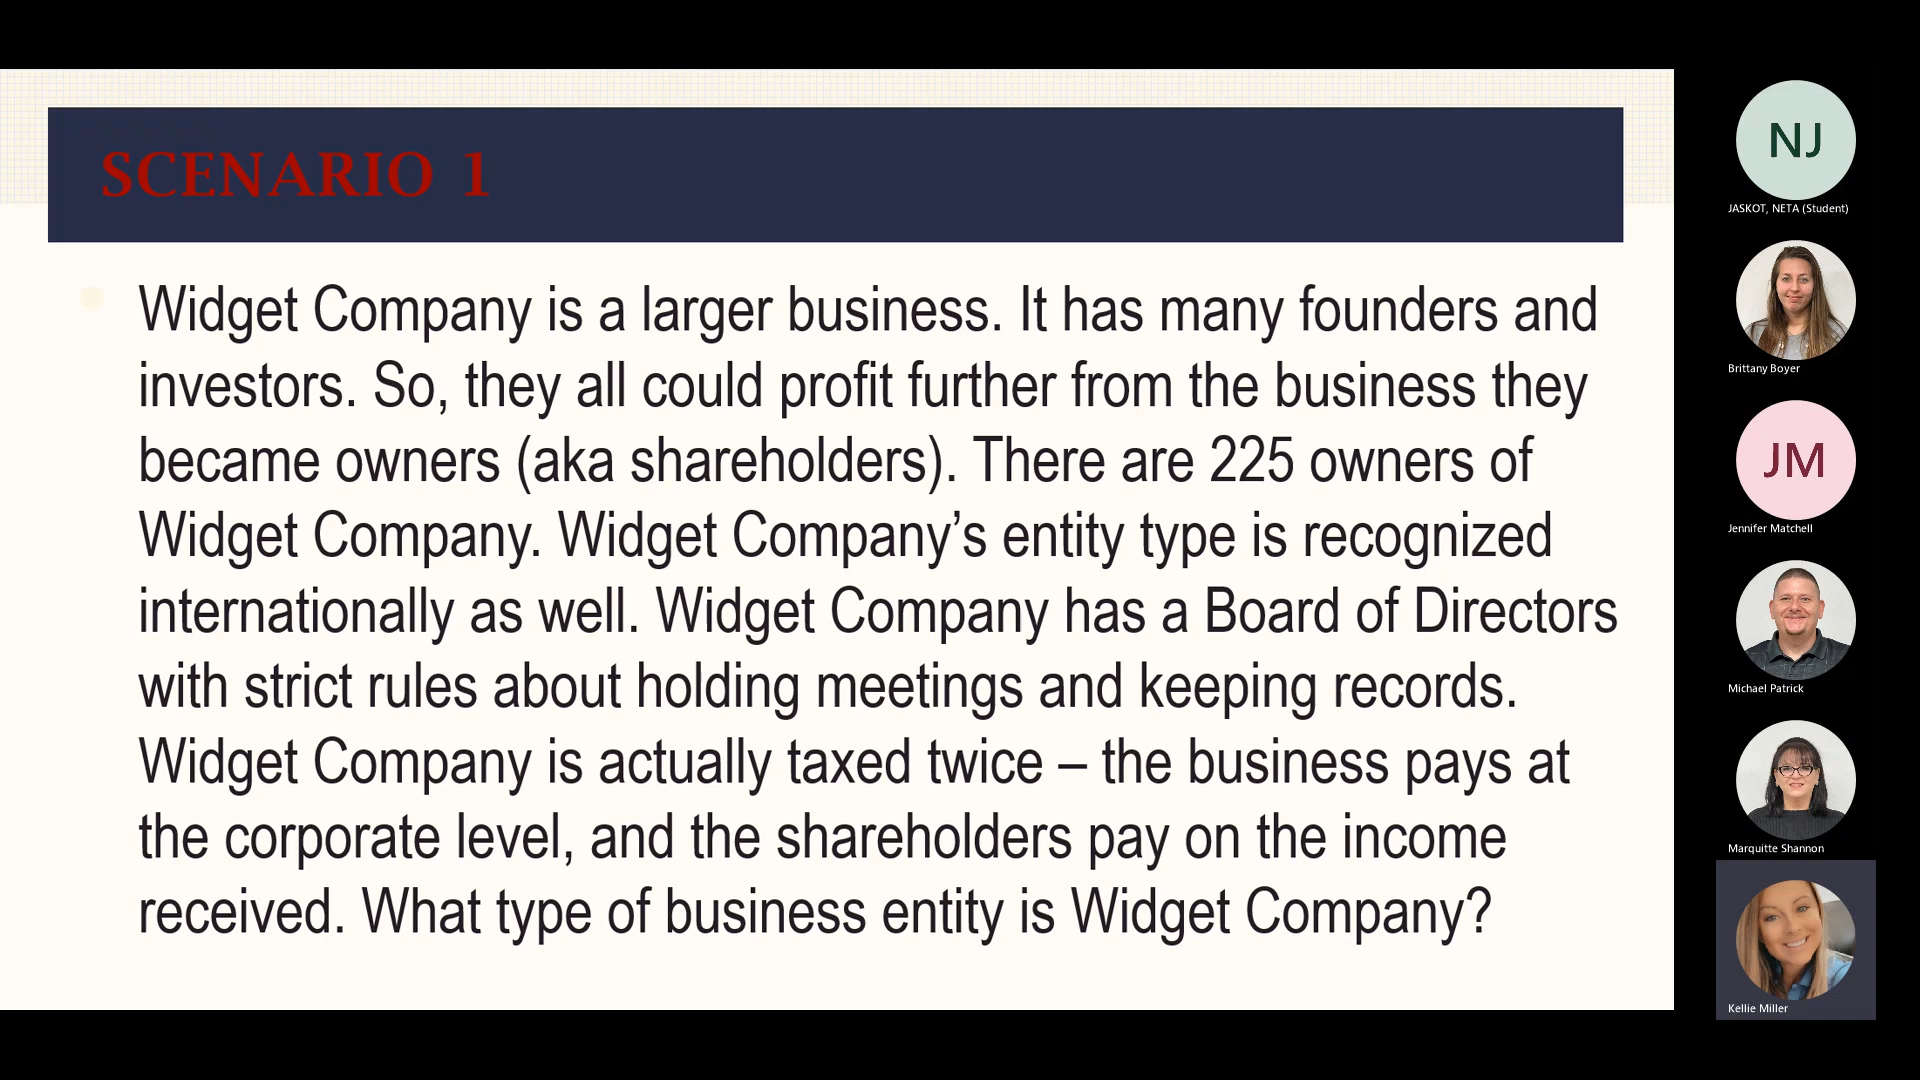 SCENARIO 1
Widget Company is a larger business. It has many founders and
investors. So, they all could profit further from the business they
became owners (aka shareholders). There are 225 owners of
Widget Company. Widget Company’s entity type is recognized
internationally as well. Widget Company has a Board of Directors
with strict rules about holding meetings and keeping records.
Widget Company is actually taxed twice – the business pays at
the corporate level, and the shareholders pay on the income
received. What type of business entity is Widget Company?
NJ
JASKOT, NETA (Student)
Brittany Boyer
JM
Jennifer Matchell
Michael Patrick
Marquitte Shannon
Kellie Miller